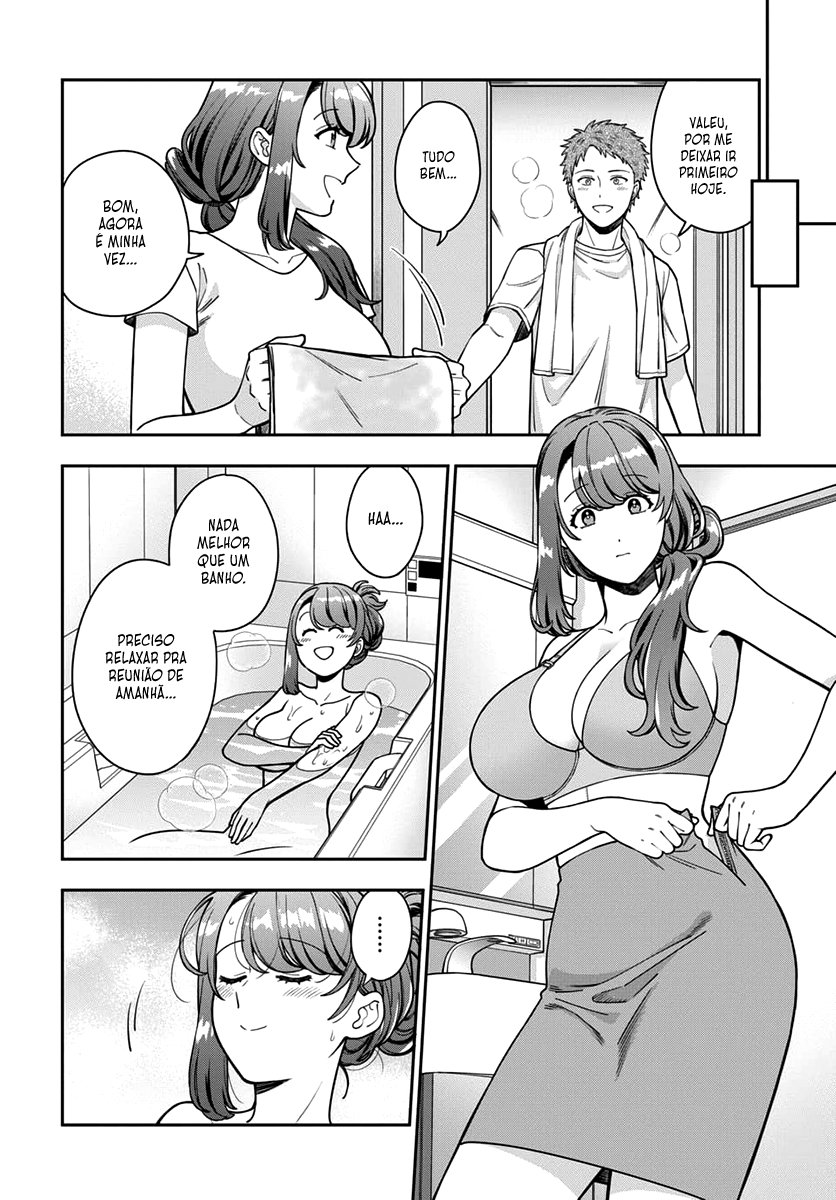 VALEU,
POR ME
DEIXAR IR
PRIMEIRO
HOJE.
TUDO
BEM...
BOM,
AGORA
É MINHA
VEZ...
HAA...
NADA
MELHOR
QUE UM
BANHO.
PRECISO
RELAXAR PRA
REUNIÃO DE
AMANHÃ...
......